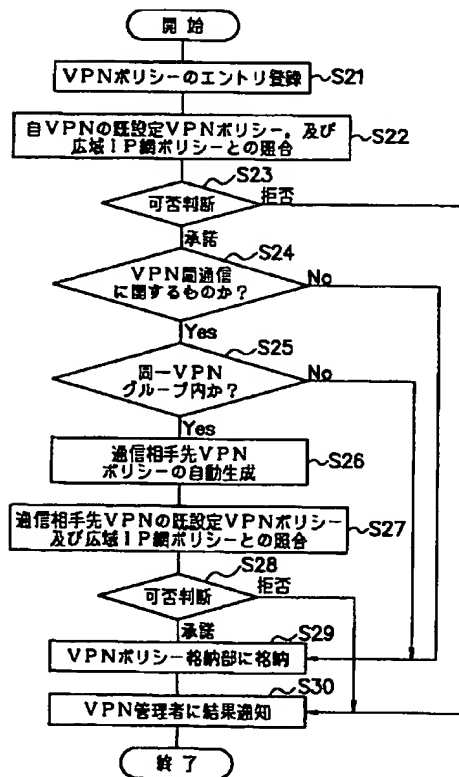 開始
VPNポリシーのエントリ登録
S21
自VPNの既設定VPNポリシー、及び
広域IP網ポリシーとの照合
S22
S23
可否判断
拒否
承諾
S24
VPN間通信
に関するものか?
No
Yes
S25
同一VPN
グループ内か?
No
Yes
通信相手先VPN
ポリシーの自動生成
S26
通信相手先VPNの既設定VPNポリシー
及び広域IP網ポリシーとの照合
S27
S28
可否判断
拒否
承諾
S29
VPNポリシー格納部に格納
S30
VPN管理者に結果通知
終了